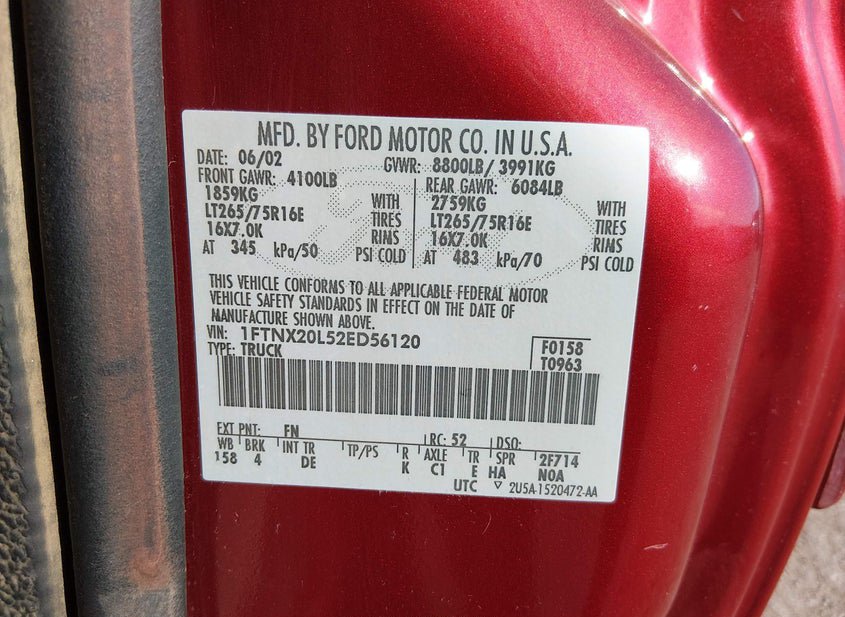 MFD. BY FORD MOTOR CO. IN U.S.A.
DATE: 06/02 GVWR: 8800LB/ 3991KG
FRONT GAWR: 4100LB REAR GAWR: 6084LB
1859KG WITH 2759KG WITH
LT265/75R16E TIRES LT265/75R16E TIRES
16X7.0K RIMS 16X7.0K RIMS
AT 345 kPa/50 PSI COLD AT 483 kPa/70 PSI COLD
THIS VEHICLE CONFORMS TO ALL APPLICABLE FEDERAL MOTOR
VEHICLE SAFETY STANDARDS IN EFFECT ON THE DATE OF
MANUFACTURE SHOWN ABOVE.
VIN: 1FTNX20L52ED56120 F0158
TYPE: TRUCK T0963
EXT PNT: FN RC: 52 DSO:
WB BRK INT TR TP/PS R AXLE TR SPR 2F714
158 4 DE K C1 E HA N0A
UTC ▽ 2U5A-1520472-AA